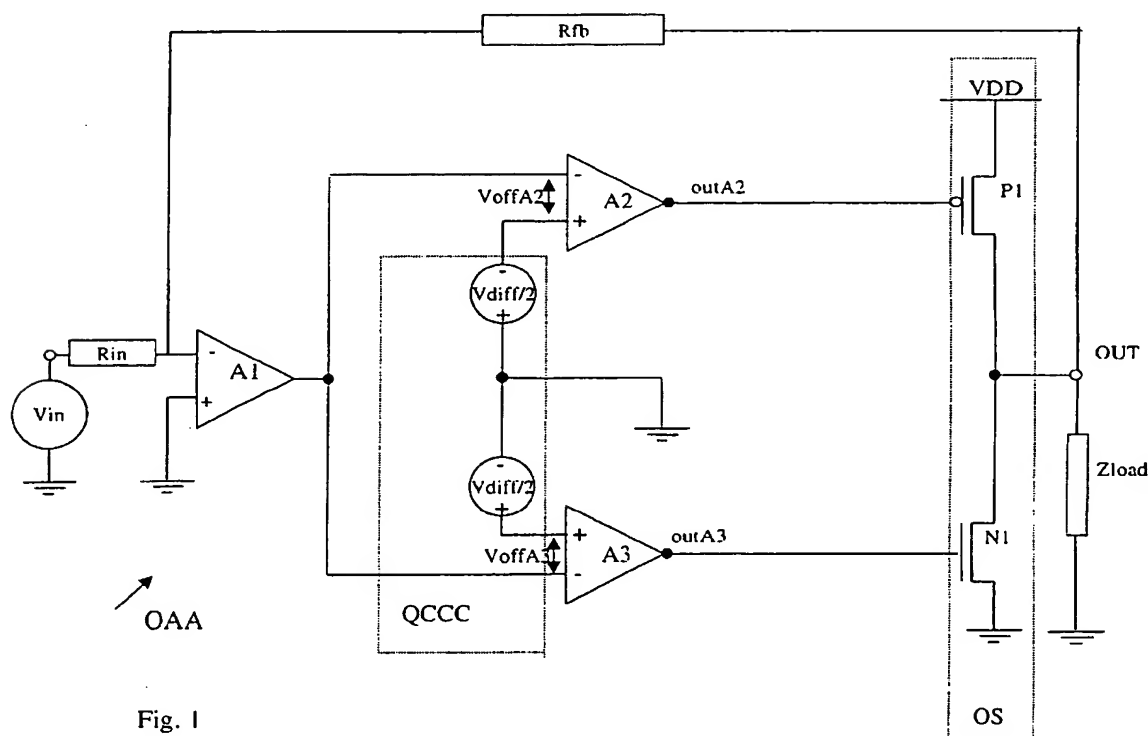 Rfb
VDD
-
VoffA2
A2
outA2
P1
+
-
Vdiff/2
+
Rin
-
A1
+
OUT
Vin
-
Vdiff/2
+
Zload
+
VoffA3
A3
outA3
N1
-
QCCC
OAA
Fig. 1
OS